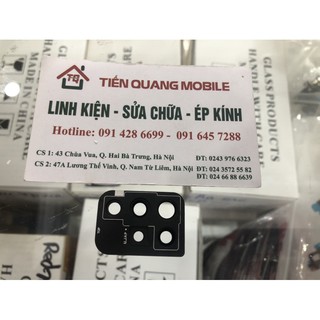 TIẾN QUANG MOBILE
LINH KIỆN - SỬA CHỮA - ÉP KÍNH
Hotline: 091 428 6699 - 091 645 7288
CS 1: 43 Chùa Vua, Q. Hai Bà Trưng, Hà Nội ĐT: 0243 976 6323
CS 2: 47A Lương Thế Vinh, Q. Nam Từ Liêm, Hà Nội ĐT: 024 3572 55 82
ĐT: 024 66 88 6639
GLASS PRODUCTS
HANDLE WITH CARE
MADE IN CHINA